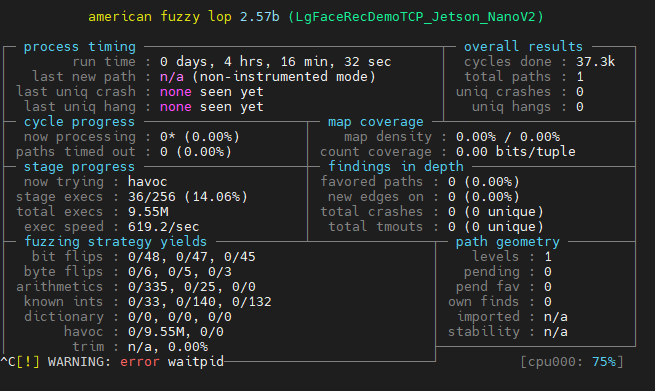 american fuzzy lop 2.57b (LgFaceRecDemoTCP_Jetson_NanoV2)
process timing overall results
run time : 0 days, 4 hrs, 16 min, 32 sec cycles done : 37.3k
last new path : n/a (non-instrumented mode) total paths : 1
last uniq crash : none seen yet uniq crashes : 0
last uniq hang : none seen yet uniq hangs : 0
cycle progress map coverage
now processing : 0* (0.00%) map density : 0.00% / 0.00%
paths timed out : 0 (0.00%) count coverage : 0.00 bits/tuple
stage progress findings in depth
now trying : havoc favored paths : 0 (0.00%)
stage execs : 36/256 (14.06%) new edges on : 0 (0.00%)
total execs : 9.55M total crashes : 0 (0 unique)
exec speed : 619.2/sec total tmouts : 0 (0 unique)
fuzzing strategy yields path geometry
bit flips : 0/48, 0/47, 0/45 levels : 1
byte flips : 0/6, 0/5, 0/3 pending : 0
arithmetics : 0/335, 0/25, 0/0 pend fav : 0
known ints : 0/33, 0/140, 0/132 own finds : 0
dictionary : 0/0, 0/0, 0/0 imported : n/a
havoc : 0/9.55M, 0/0 stability : n/a
trim : n/a, 0.00%
^C[!] WARNING: error waitpid [cpu000: 75%]